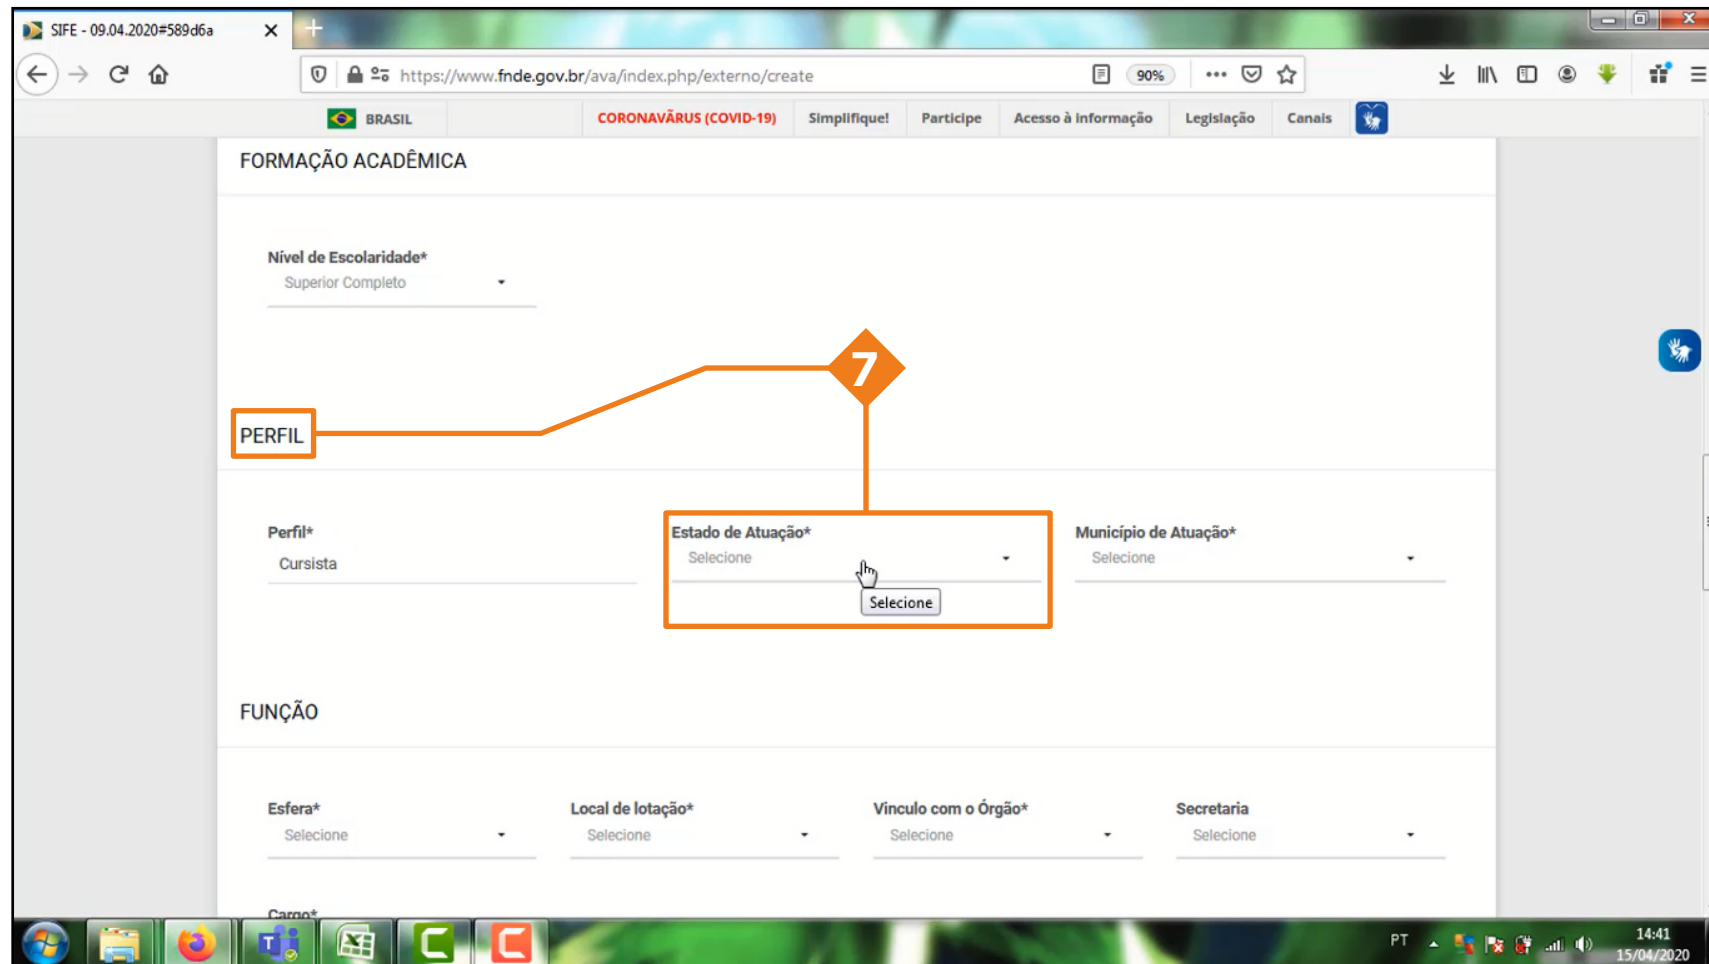 SIFE - 09.04.2020#589d6a
https://www.fnde.gov.br/ava/index.php/externo/create
90%
BRASIL
CORONAVÃRUS (COVID-19)
Simplifique!
Participe
Acesso à informação
Legislação
Canais
FORMAÇÃO ACADÊMICA
Nível de Escolaridade*
Superior Completo
7
PERFIL
Perfil*
Estado de Atuação*
Município de Atuação*
Cursista
Selecione
Selecione
Selecione
FUNÇÃO
Esfera*
Local de lotação*
Vinculo com o Órgão*
Secretaria
Selecione
Selecione
Selecione
Selecione
Cargo*
PT
14:41
15/04/2020